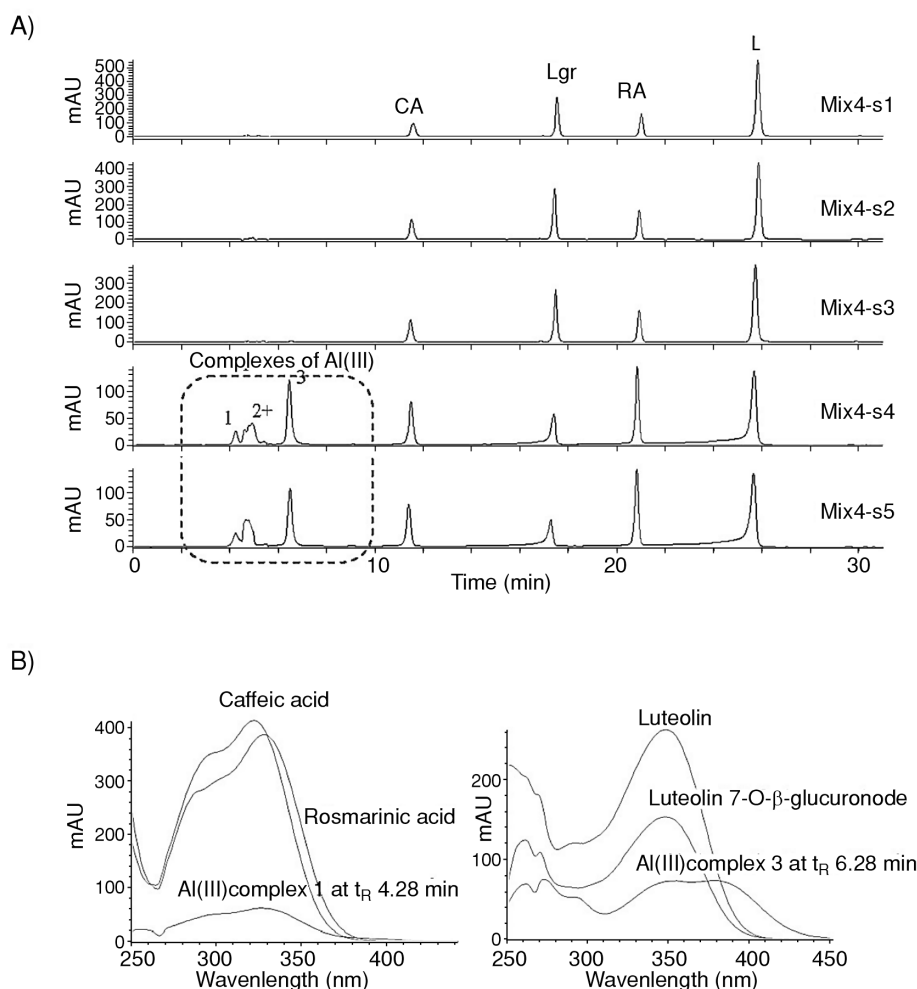 A)
500
400
300
200
100
0
mAU
CA
Lgr
RA
L
Mix4-s1
400
300
200
100
0
mAU
Mix4-s2
300
200
100
0
mAU
Mix4-s3
Complexes of Al(III)
100
50
0
mAU
1
2+
3
Mix4-s4
100
50
0
mAU
Mix4-s5
0 10 20 30
Time (min)
B)
Caffeic acid
400
300
200
100
0
mAU
Rosmarinic acid
Al(III)complex 1 at tR 4.28 min
250 300 350 400
Wavelength (nm)
Luteolin
200
100
0
mAU
Luteolin 7-O-β-glucuronode
Al(III)complex 3 at tR 6.28 min
250 300 350 400 450
Wavelength (nm)